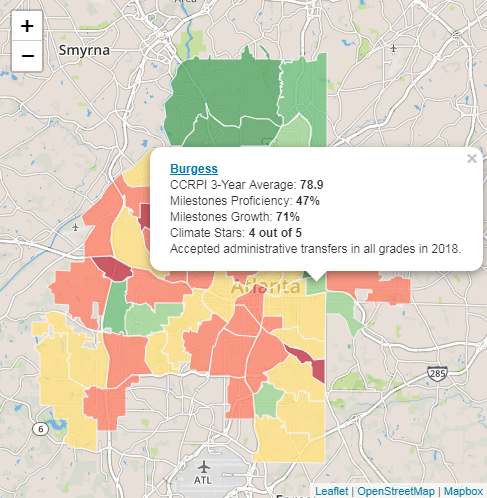 Area
+
−
Smyrna
×
Burgess
CCRPI 3-Year Average: 78.9
Milestones Proficiency: 47%
Milestones Growth: 71%
Climate Stars: 4 out of 5
Accepted administrative transfers in all grades in 2018.
Atlanta
285
6
ATL
Leaflet | OpenStreetMap | Mapbox